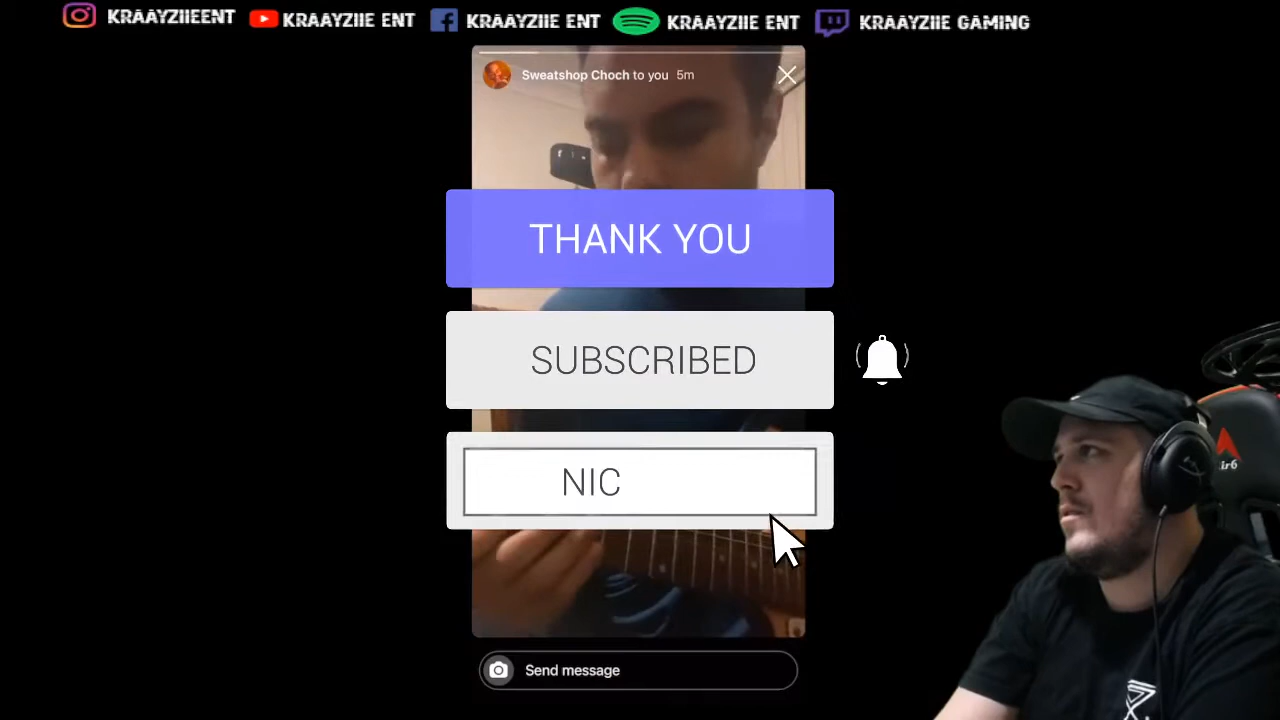 KRAAYZIIEENT KRAAYZIIE ENT KRAAYZIIE ENT KRAAYZIIE ENT KRAAYZIIE GAMING
Sweatshop Choch to you 5m
THANK YOU
SUBSCRIBED
NIC
Send message